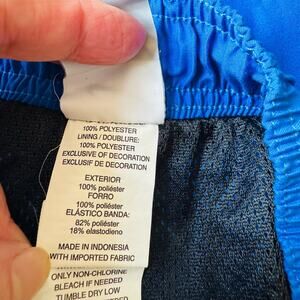 100% POLYESTER
LINING / DOUBLURE:
100% POLYESTER
EXCLUSIVE OF DECORATION
EXCLUSIF DE DECORATION
EXTERIOR
100% poliéster
FORRO
100% poliéster
ELÁSTICO BANDA:
82% poliéster
18% elastodieno
MADE IN INDONESIA
WITH IMPORTED FABRIC
ONLY NON-CHLORINE
BLEACH IF NEEDED
TUMBLE DRY LOW